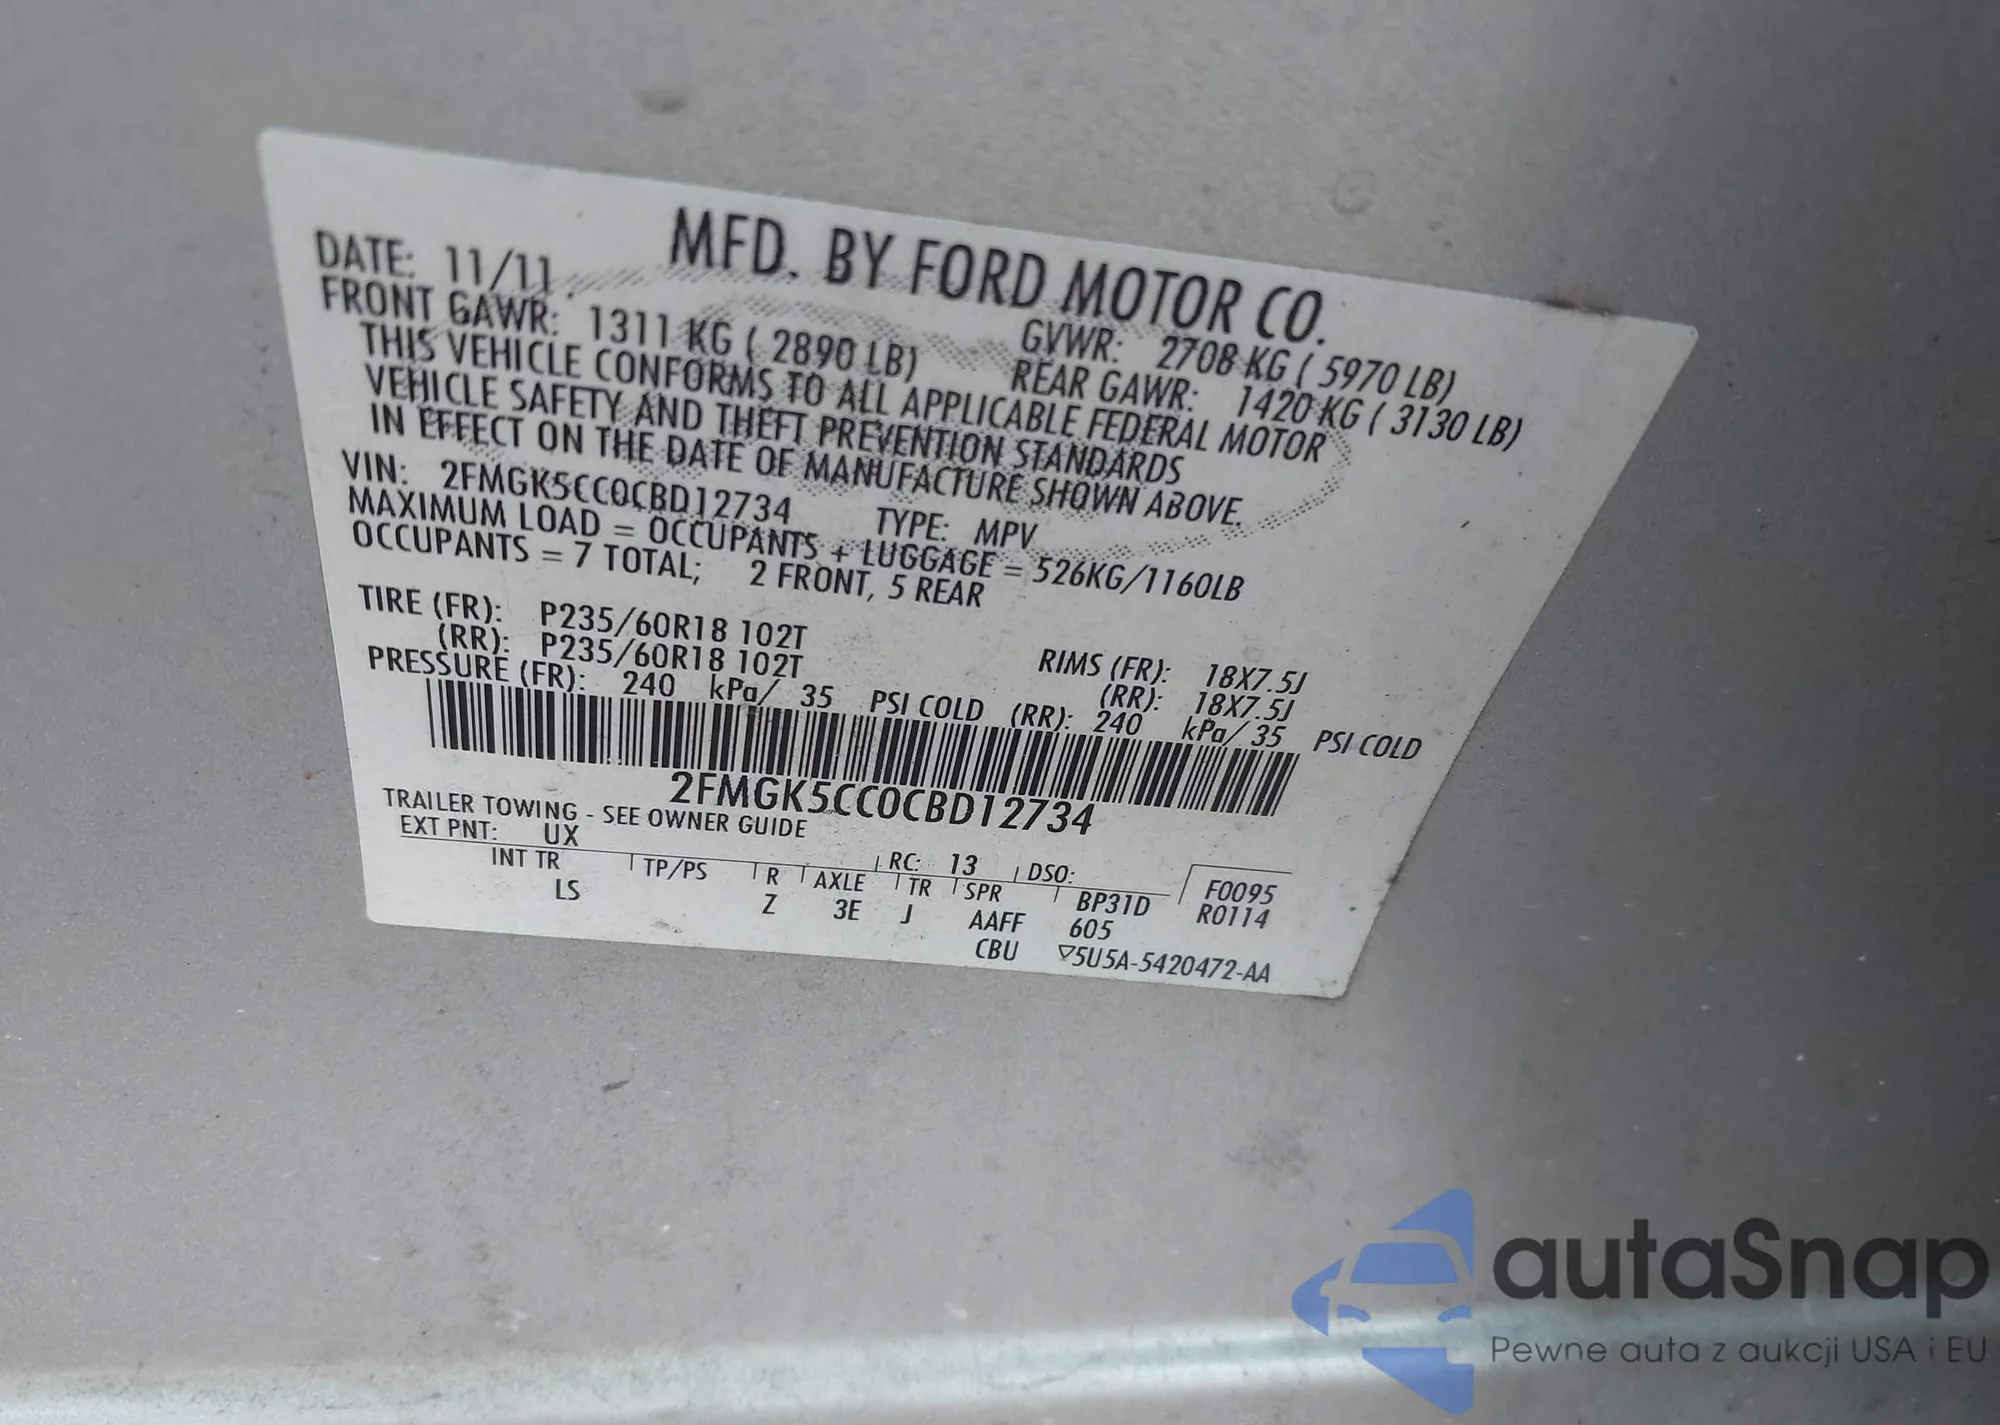 MFD. BY FORD MOTOR CO.
DATE: 11/11 GVWR: 2708 KG ( 5970 LB)
FRONT GAWR: 1311 KG ( 2890 LB) REAR GAWR: 1420 KG ( 3130 LB)
THIS VEHICLE CONFORMS TO ALL APPLICABLE FEDERAL MOTOR
VEHICLE SAFETY AND THEFT PREVENTION STANDARDS
IN EFFECT ON THE DATE OF MANUFACTURE SHOWN ABOVE.
VIN: 2FMGK5CC0CBD12734 TYPE: MPV
MAXIMUM LOAD = OCCUPANTS + LUGGAGE = 526KG/1160LB
OCCUPANTS = 7 TOTAL; 2 FRONT, 5 REAR
TIRE (FR): P235/60R18 102T RIMS (FR): 18X7.5J
(RR): P235/60R18 102T (RR): 18X7.5J
PRESSURE (FR): 240 kPa/ 35 PSI COLD (RR): 240 kPa/ 35 PSI COLD
2FMGK5CC0CBD12734
TRAILER TOWING - SEE OWNER GUIDE
EXT PNT: UX RC: 13 DSO: F0095
INT TR TP/PS R AXLE TR SPR BP31D R0114
LS Z 3E J AAFF 605
CBU ▽5U5A-5420472-AA
autaSnap
Pewne auta z aukcji USA i EU